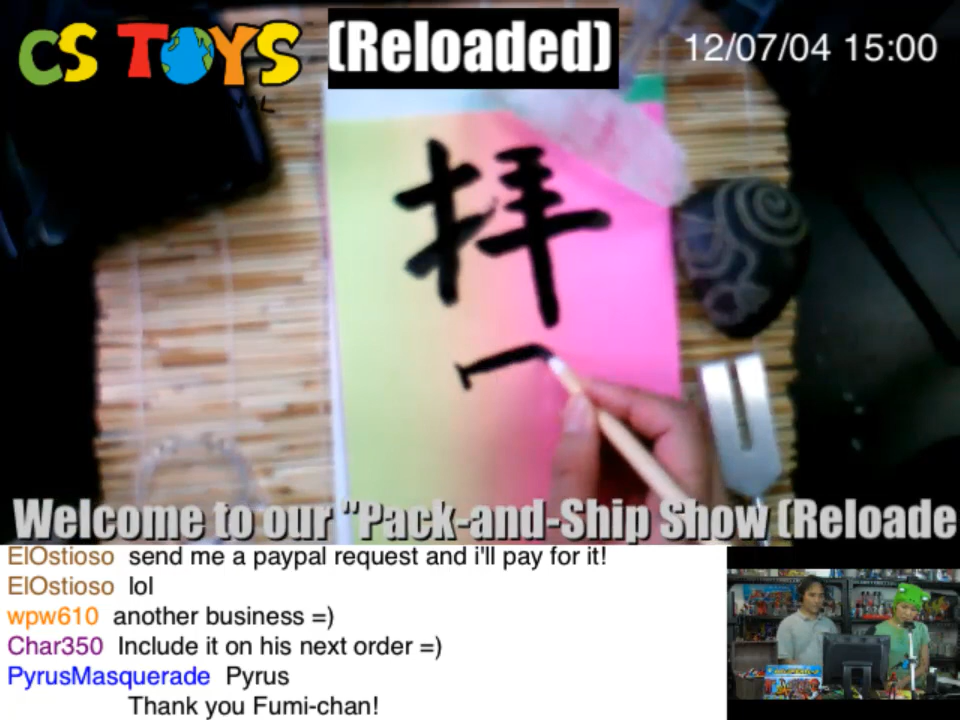 CS TOYS
(Reloaded)
12/07/04 15:00
拝
Welcome to our "Pack-and-Ship Show (Reloade
ElOstioso send me a paypal request and i'll pay for it!
ElOstioso lol
wpw610 another business =)
Char350 Include it on his next order =)
PyrusMasquerade Pyrus
Thank you Fumi-chan!